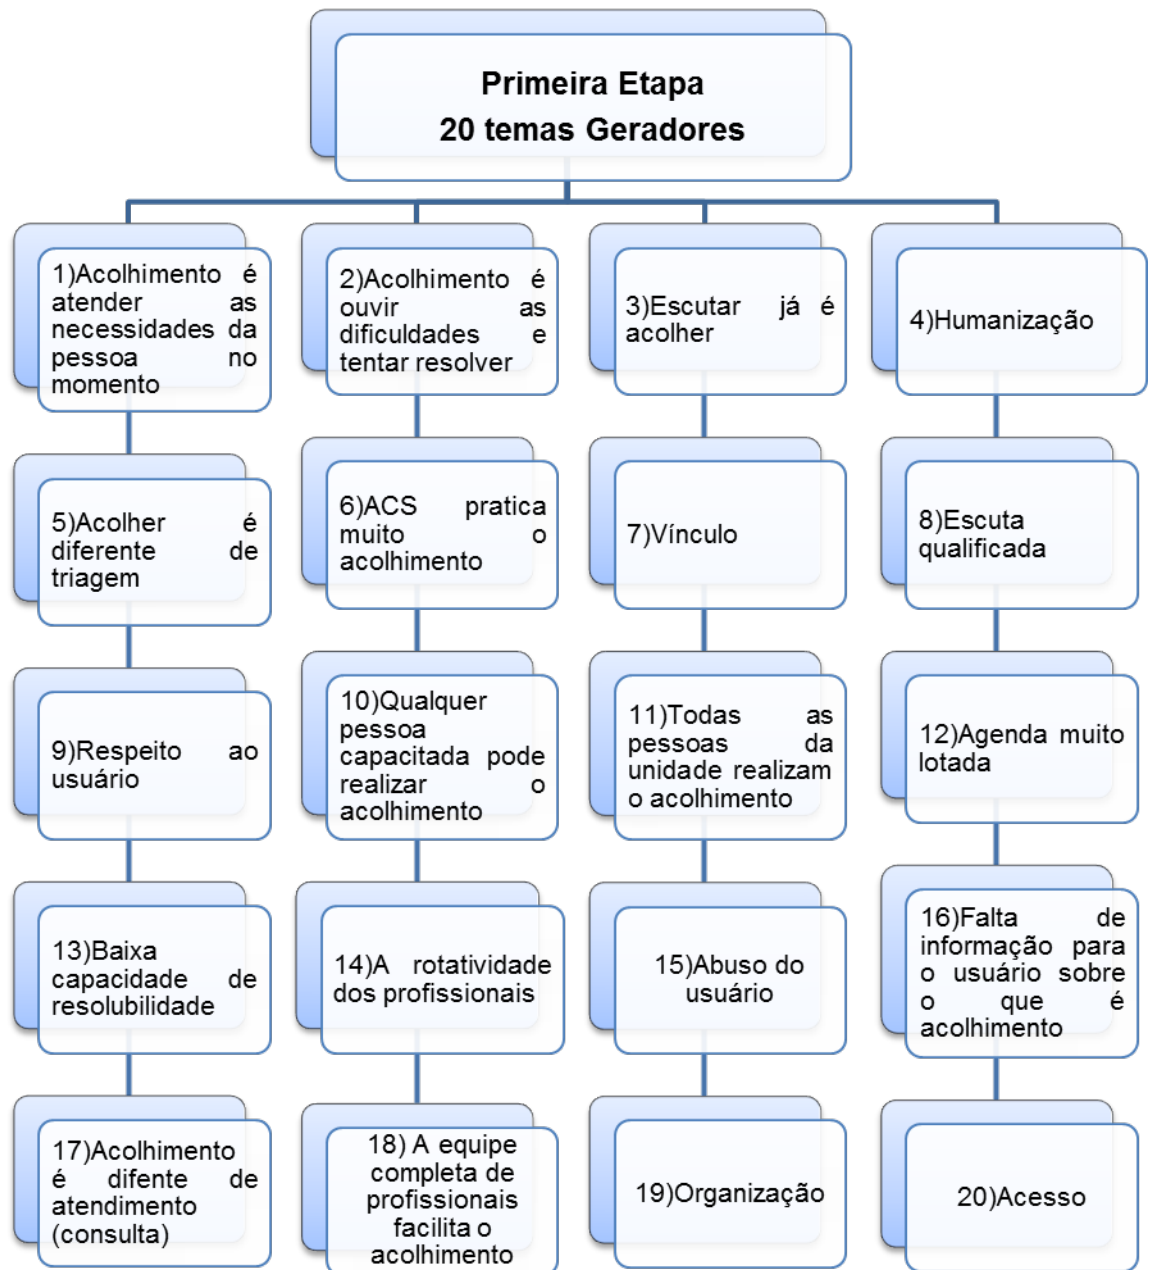 Primeira Etapa
20 temas Geradores
1)Acolhimento é
atender as
necessidades da
pessoa no
momento
2)Acolhimento é
ouvir as
dificuldades e
tentar resolver
3)Escutar já é
acolher
4)Humanização
5)Acolher é
diferente de
triagem
6)ACS pratica
muito o
acolhimento
7)Vínculo
8)Escuta
qualificada
9)Respeito ao
usuário
10)Qualquer
pessoa
capacitada pode
realizar o
acolhimento
11)Todas as
pessoas da
unidade realizam
o acolhimento
12)Agenda muito
lotada
13)Baixa
capacidade de
resolubilidade
14)A rotatividade
dos profissionais
15)Abuso do
usuário
16)Falta de
informação para
o usuário sobre
o que é
acolhimento
17)Acolhimento
é difente de
atendimento
(consulta)
18) A equipe
completa de
profissionais
facilita o
acolhimento
19)Organização
20)Acesso